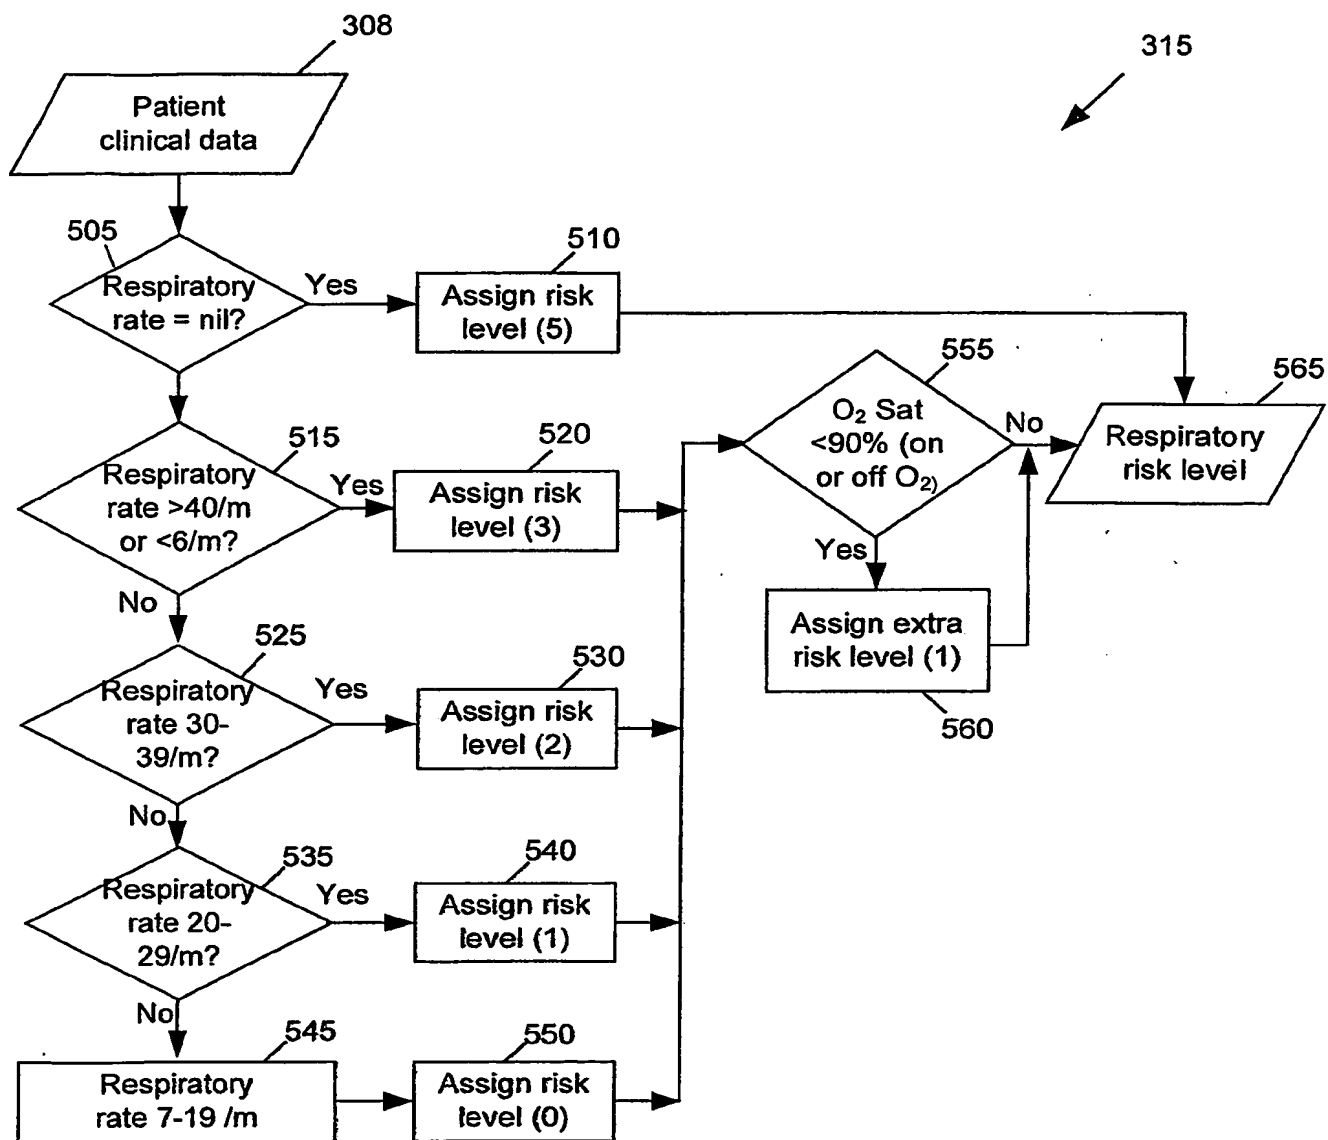 308
315
Patient
clinical data
505
Respiratory
rate = nil?
Yes
510
Assign risk
level (5)
515
Respiratory
rate >40/m
or <6/m?
Yes
520
Assign risk
level (3)
555
O₂ Sat
<90% (on
or off O₂)
No
565
Respiratory
risk level
Yes
Assign extra
risk level (1)
560
No
525
Respiratory
rate 30-
39/m?
Yes
530
Assign risk
level (2)
No
535
Respiratory
rate 20-
29/m?
Yes
540
Assign risk
level (1)
No
545
Respiratory
rate 7-19 /m
550
Assign risk
level (0)